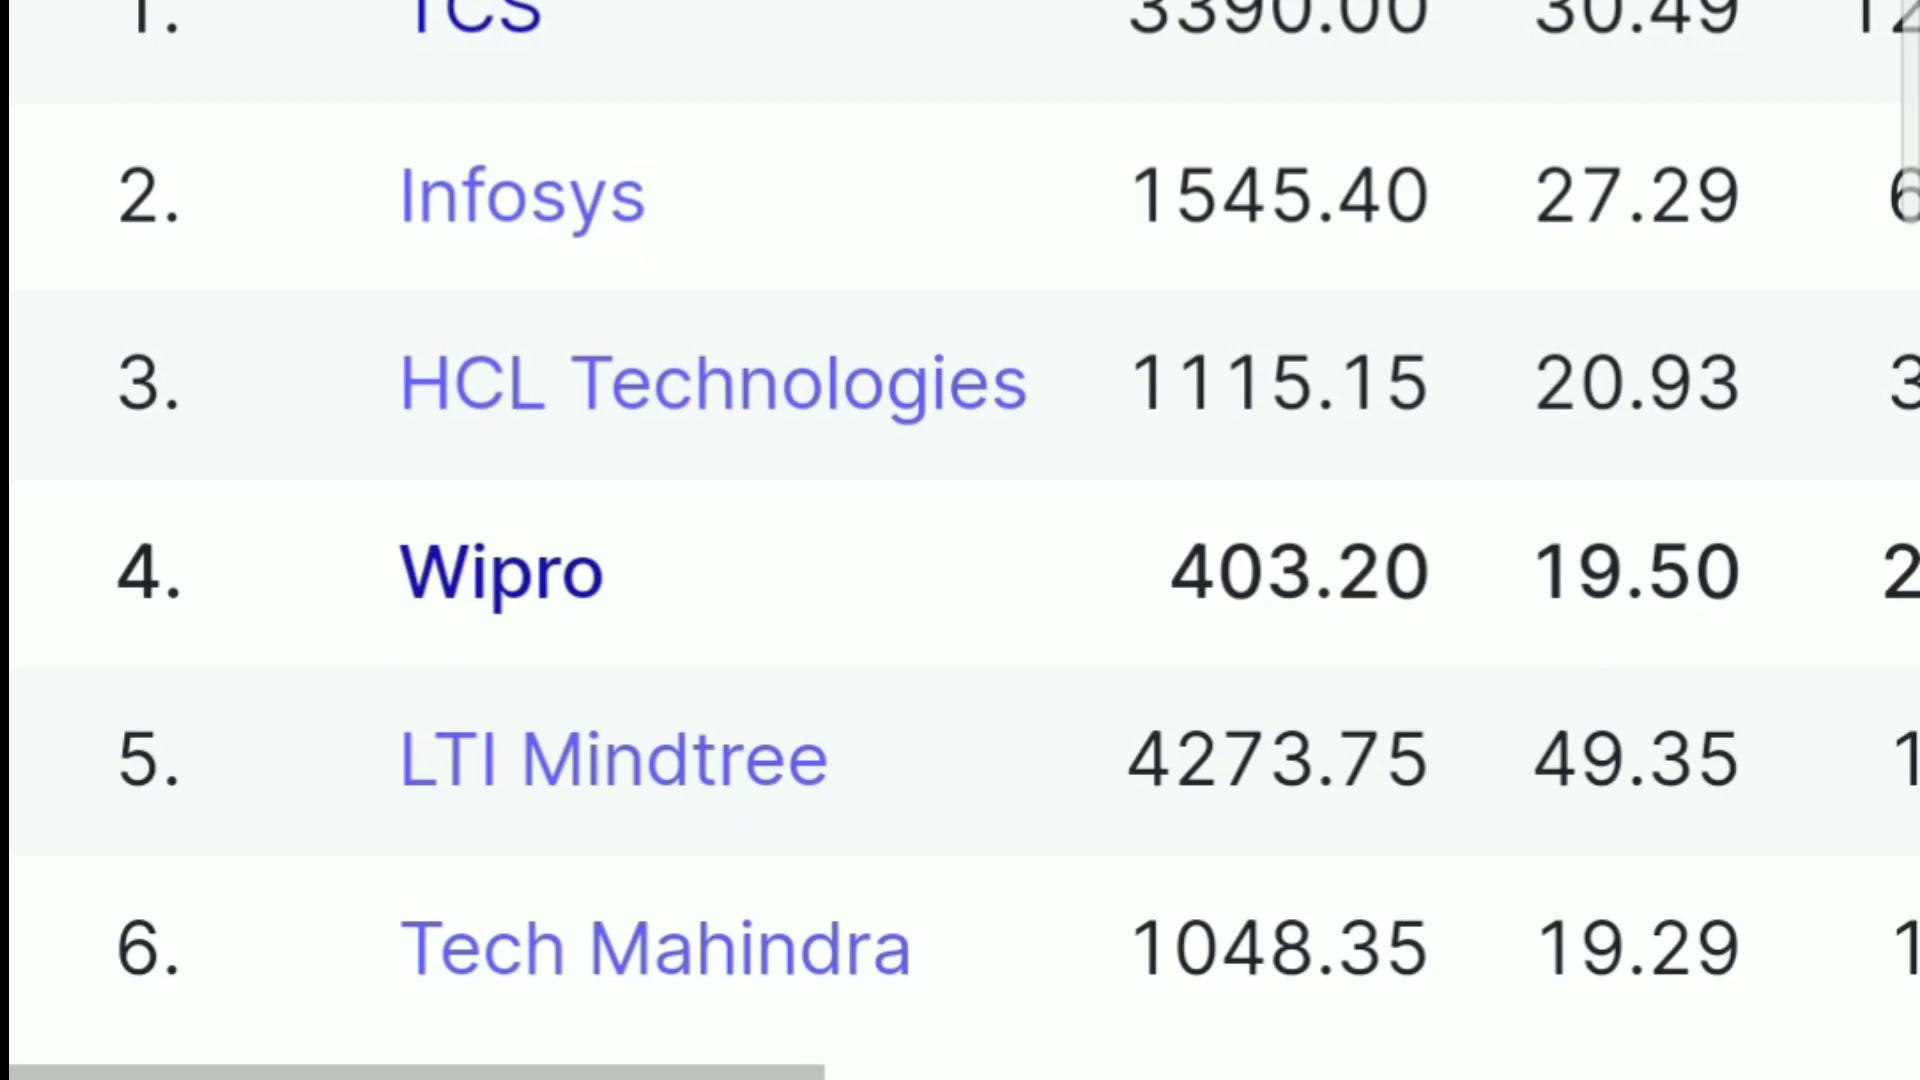 1. TCS 3390.00 30.49
2. Infosys 1545.40 27.29
3. HCL Technologies 1115.15 20.93
4. Wipro 403.20 19.50
5. LTI Mindtree 4273.75 49.35
6. Tech Mahindra 1048.35 19.29